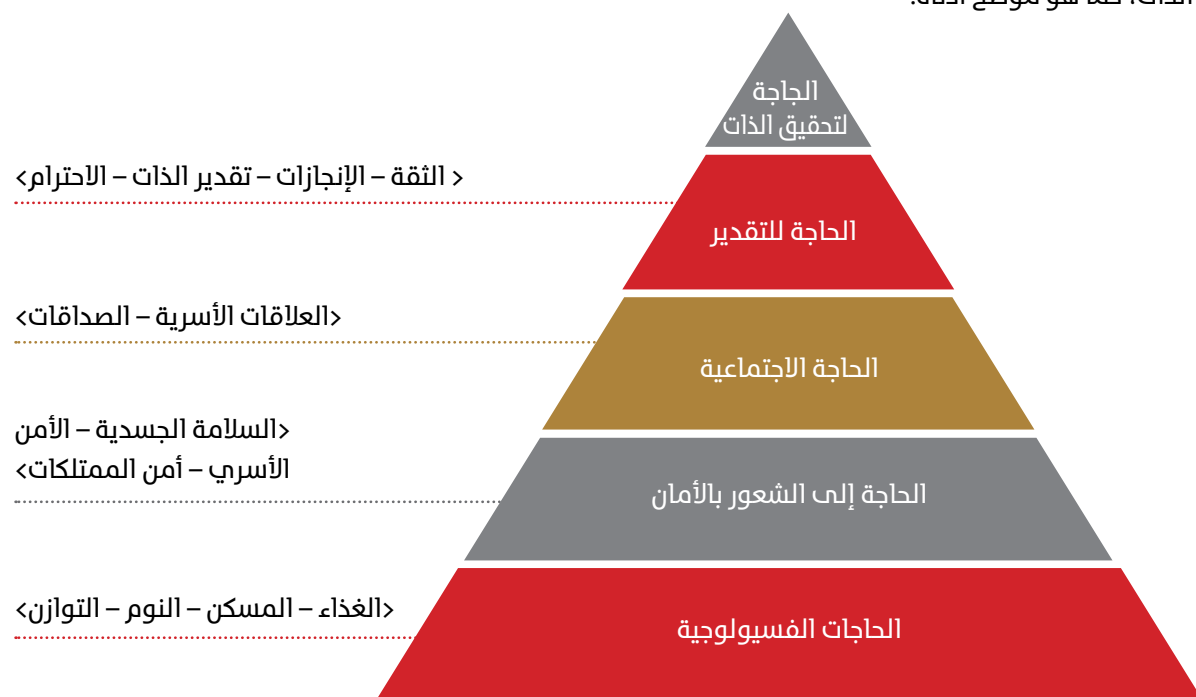 الجاجة
لتحقيق الذات
< الثقة – الإنجازات – تقدير الذات – الاحترام>
الحاجة للتقدير
<العلاقات الأسرية – الصداقات>
الحاجة الاجتماعية
<السلامة الجسدية – الأمن
الأسري – أمن الممتلكات>
الحاجة إلى الشعور بالأمان
<الغذاء – المسكن – النوم – التوازن>
الحاجات الفسيولوجية